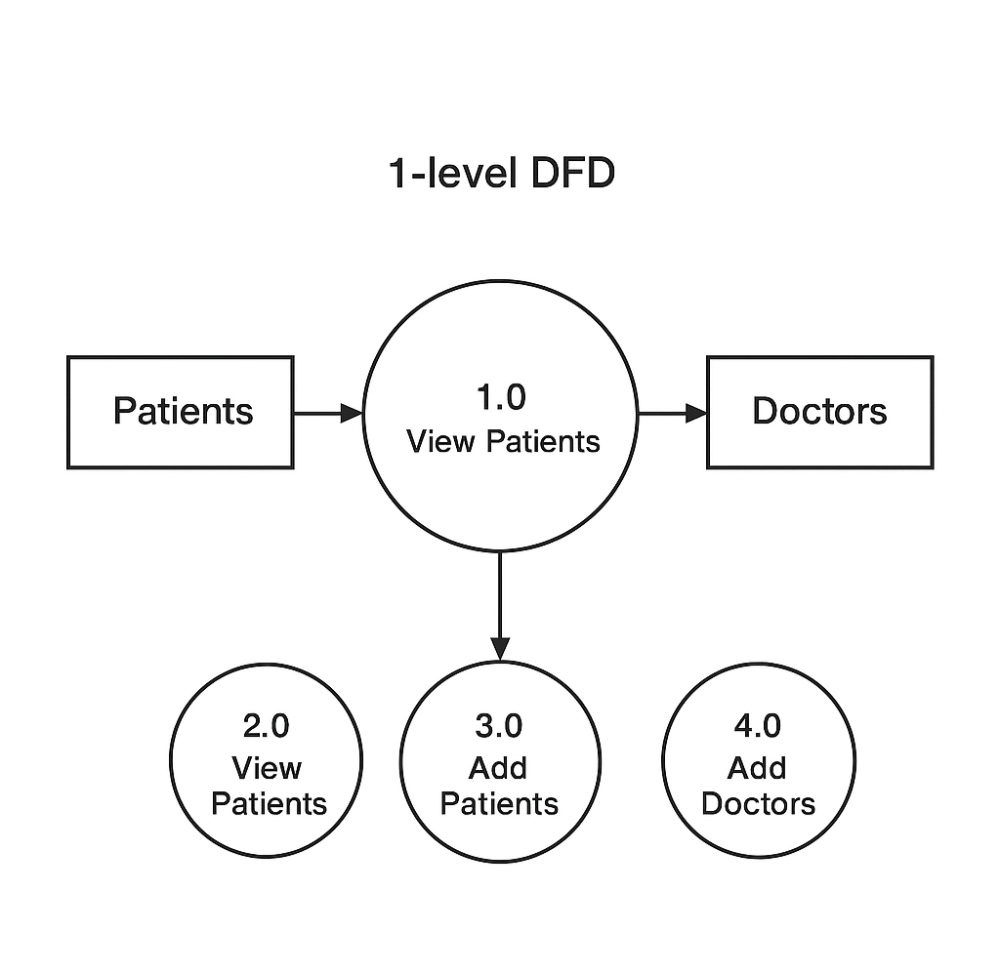 1-level DFD
Patients
1.0
View Patients
Doctors
2.0
View
Patients
3.0
Add
Patients
4.0
Add
Doctors